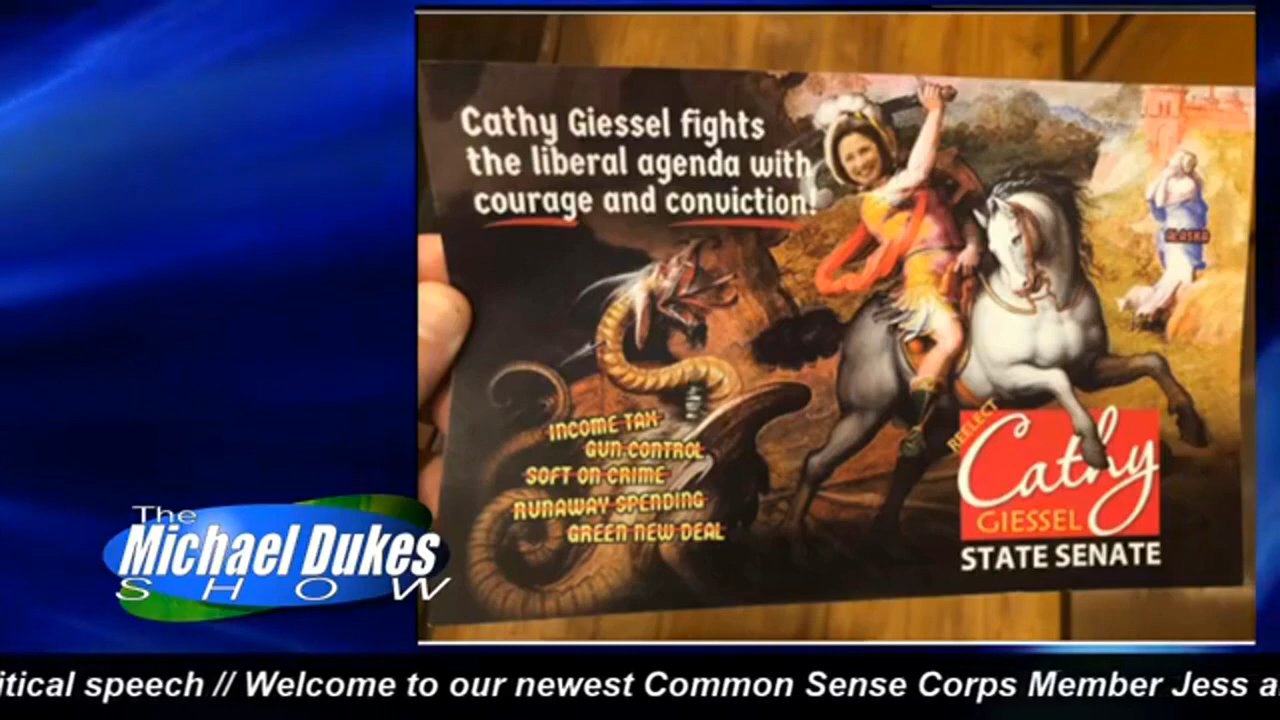 Cathy Giessel fights
the liberal agenda with
courage and conviction!
ALASKA
INCOME TAX
GUN CONTROL
SOFT ON CRIME
RUNAWAY SPENDING
GREEN NEW DEAL
REELECT
Cathy
GIESSEL
STATE SENATE
The
Michael Dukes
SHOW
itical speech // Welcome to our newest Common Sense Corps Member Jess a